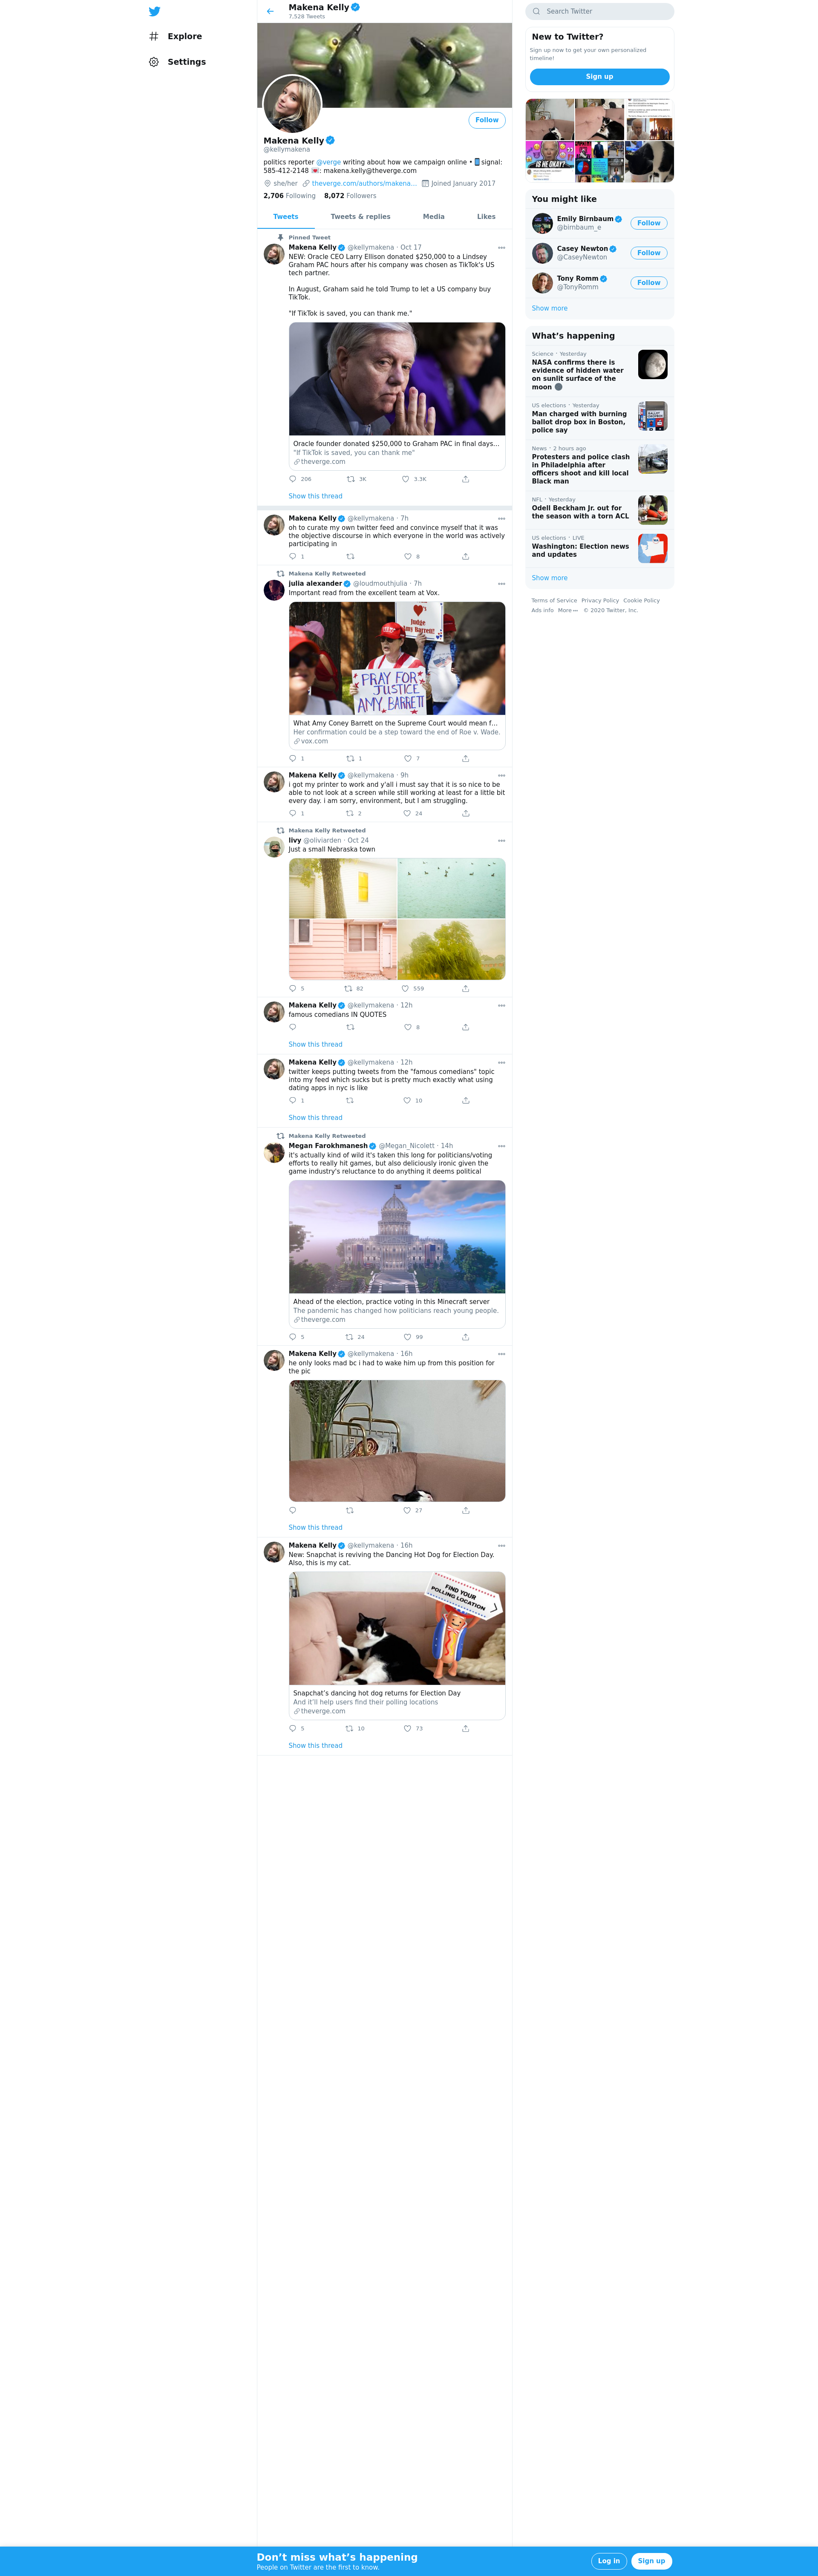 Explore
Settings
Makena Kelly
7,528 Tweets
Follow
Makena Kelly
@kellymakena
politics reporter @verge writing about how we campaign online • 📱signal:
585-412-2148 💌: makena.kelly@theverge.com
she/her theverge.com/authors/makena… Joined January 2017
2,706 Following 8,072 Followers
Tweets Tweets & replies Media Likes
Pinned Tweet
Makena Kelly @kellymakena · Oct 17
NEW: Oracle CEO Larry Ellison donated $250,000 to a Lindsey
Graham PAC hours after his company was chosen as TikTok's US
tech partner.
In August, Graham said he told Trump to let a US company buy
TikTok.
"If TikTok is saved, you can thank me."
Oracle founder donated $250,000 to Graham PAC in final days…
"If TikTok is saved, you can thank me"
theverge.com
206 3K 3.3K
Show this thread
Makena Kelly @kellymakena · 7h
oh to curate my own twitter feed and convince myself that it was
the objective discourse in which everyone in the world was actively
participating in
1 8
Makena Kelly Retweeted
julia alexander @loudmouthjulia · 7h
Important read from the excellent team at Vox.
PRAY FOR
JUSTICE
AMY BARRETT
What Amy Coney Barrett on the Supreme Court would mean f…
Her confirmation could be a step toward the end of Roe v. Wade.
vox.com
1 1 7
Makena Kelly @kellymakena · 9h
i got my printer to work and y'all i must say that it is so nice to be
able to not look at a screen while still working at least for a little bit
every day. i am sorry, environment, but I am struggling.
1 2 24
Makena Kelly Retweeted
livy @oliviarden · Oct 24
Just a small Nebraska town
5 82 559
Makena Kelly @kellymakena · 12h
famous comedians IN QUOTES
8
Show this thread
Makena Kelly @kellymakena · 12h
twitter keeps putting tweets from the "famous comedians" topic
into my feed which sucks but is pretty much exactly what using
dating apps in nyc is like
1 10
Show this thread
Makena Kelly Retweeted
Megan Farokhmanesh @Megan_Nicolett · 14h
it's actually kind of wild it's taken this long for politicians/voting
efforts to really hit games, but also deliciously ironic given the
game industry's reluctance to do anything it deems political
Ahead of the election, practice voting in this Minecraft server
The pandemic has changed how politicians reach young people.
theverge.com
5 24 99
Makena Kelly @kellymakena · 16h
he only looks mad bc i had to wake him up from this position for
the pic
27
Show this thread
Makena Kelly @kellymakena · 16h
New: Snapchat is reviving the Dancing Hot Dog for Election Day.
Also, this is my cat.
FIND YOUR
POLLING LOCATION
Snapchat's dancing hot dog returns for Election Day
And it'll help users find their polling locations
theverge.com
5 10 73
Show this thread
Search Twitter
New to Twitter?
Sign up now to get your own personalized
timeline!
Sign up
IS HE OKAY?
You might like
Emily Birnbaum
@birnbaum_e
Follow
Casey Newton
@CaseyNewton
Follow
Tony Romm
@TonyRomm
Follow
Show more
What's happening
Science · Yesterday
NASA confirms there is
evidence of hidden water
on sunlit surface of the
moon 🌑
US elections · Yesterday
Man charged with burning
ballot drop box in Boston,
police say
News · 2 hours ago
Protesters and police clash
in Philadelphia after
officers shoot and kill local
Black man
NFL · Yesterday
Odell Beckham Jr. out for
the season with a torn ACL
US elections · LIVE
Washington: Election news
and updates
Show more
Terms of Service Privacy Policy Cookie Policy
Ads info More © 2020 Twitter, Inc.
Don't miss what's happening
People on Twitter are the first to know.
Log in Sign up